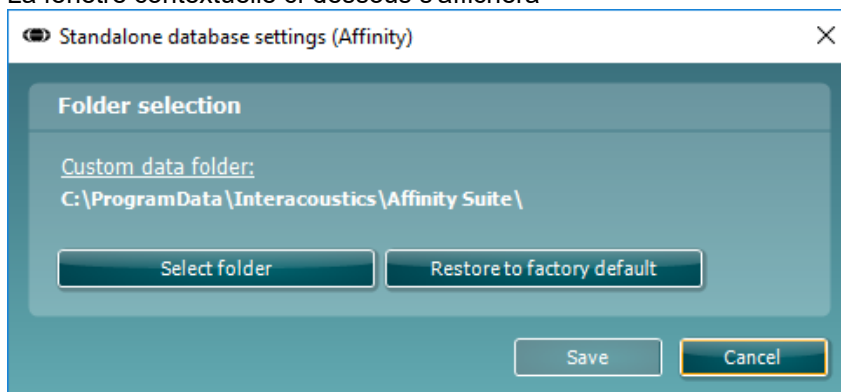 La fenêtre contextuelle ci-dessous s'affichera
Standalone database settings (Affinity)
Folder selection
Custom data folder:
C:\ProgramData\Interacoustics\Affinity Suite\
Select folder
Restore to factory default
Save
Cancel